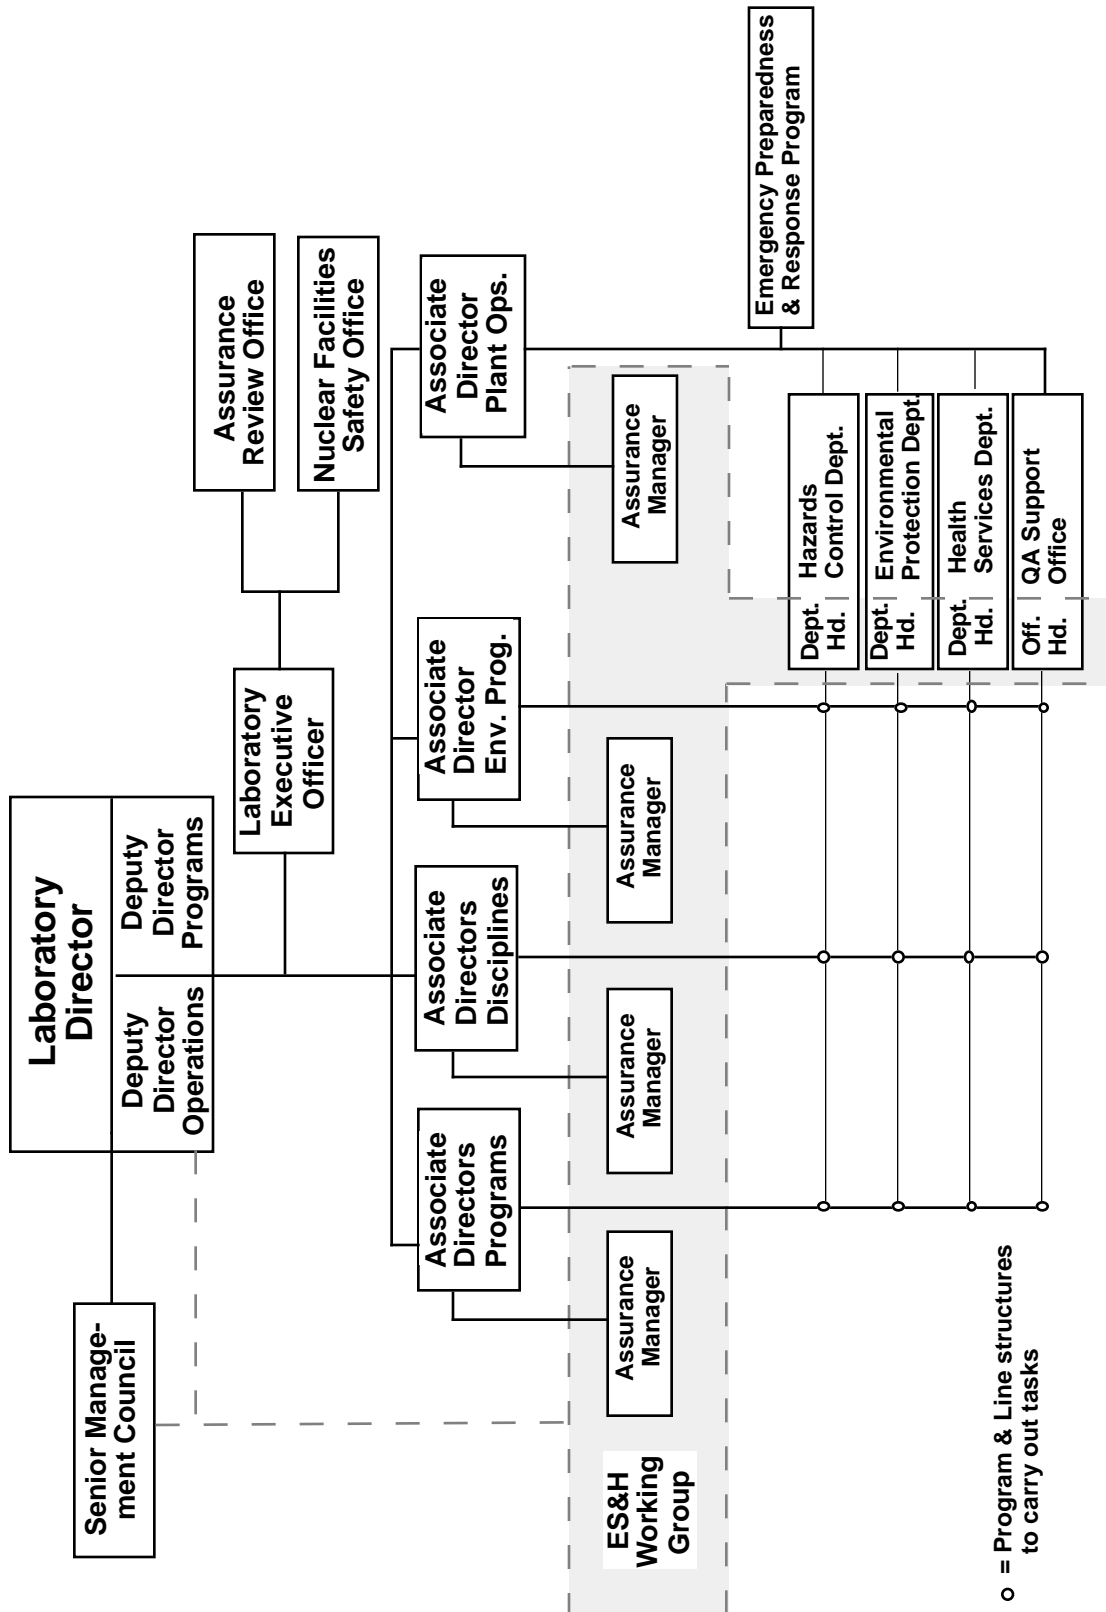 Laboratory
Director
Deputy
Director
Operations
Deputy
Director
Programs
Senior Manage-
ment Council
Laboratory
Executive
Officer
Assurance
Review Office
Nuclear Facilities
Safety Office
Associate
Directors
Programs
Associate
Directors
Disciplines
Associate
Director
Env. Prog.
Associate
Director
Plant Ops.
ES&H
Working
Group
Assurance
Manager
Assurance
Manager
Assurance
Manager
Assurance
Manager
Emergency Preparedness
& Response Program
Dept. Hazards
Hd. Control Dept.
Dept. Environmental
Hd. Protection Dept.
Dept. Health
Hd. Services Dept.
Off. QA Support
Hd. Office
= Program & Line structures
to carry out tasks